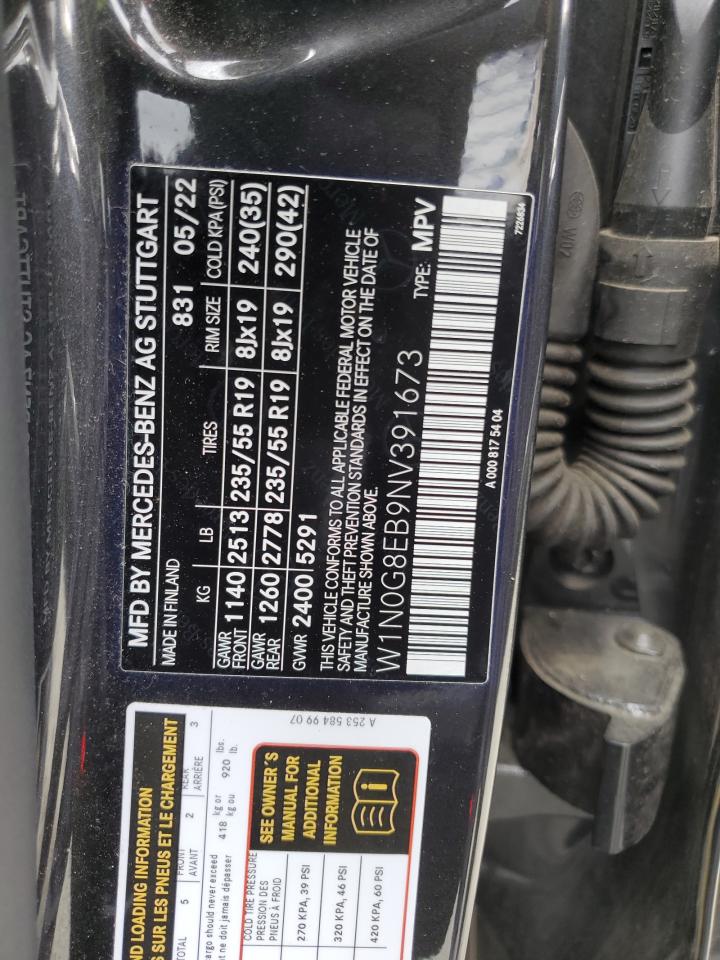 MFD BY MERCEDES-BENZ AG STUTTGART
MADE IN FINLAND 831 05/22
KG LB TIRES RIM SIZE COLD KPA(PSI)
GAWR FRONT 1140 2513 235/55 R19 8Jx19 240(35)
GAWR REAR 1260 2778 235/55 R19 8Jx19 290(42)
GVWR 2400 5291
THIS VEHICLE CONFORMS TO ALL APPLICABLE FEDERAL MOTOR VEHICLE
SAFETY AND THEFT PREVENTION STANDARDS IN EFFECT ON THE DATE OF
MANUFACTURE SHOWN ABOVE.
W1N0G8EB9NV391673 TYPE: MPV
A 000 817 54 04
7226834
A 253 584 99 07
LOADING INFORMATION
SUR LES PNEUS ET LE CHARGEMENT
TOTAL 5 FRONT AVANT 2 REAR ARRIÈRE 3
cargo should never exceed 418 kg or 920 lbs.
ne doit jamais dépasser kg ou lb.
COLD TIRE PRESSURE
PRESSION DES
PNEUS À FROID
270 KPA, 39 PSI
320 KPA, 46 PSI
420 KPA, 60 PSI
SEE OWNER'S
MANUAL FOR
ADDITIONAL
INFORMATION
W02